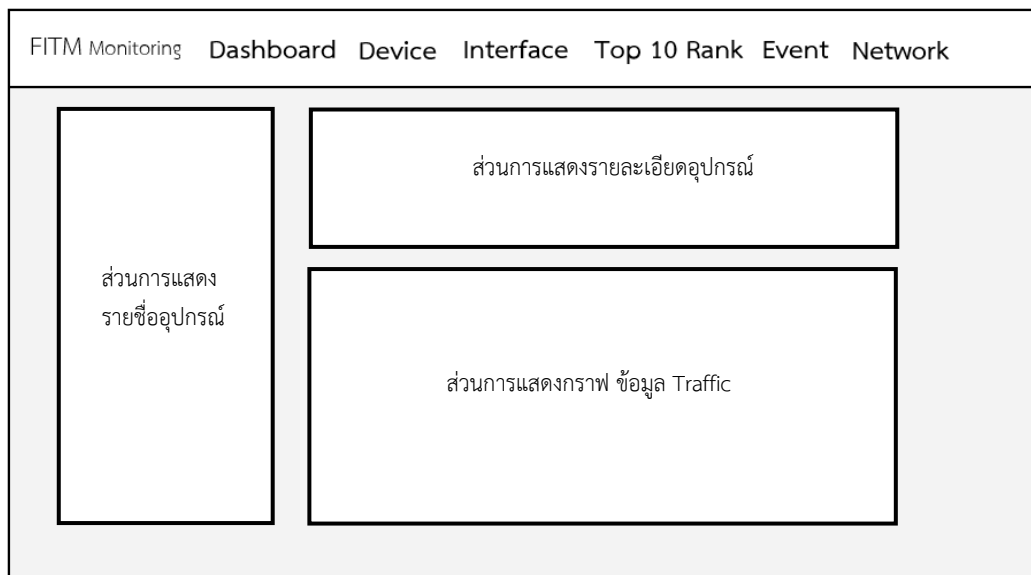 FITM Monitoring Dashboard Device Interface Top 10 Rank Event Network
ส่วนการแสดง
รายชื่ออุปกรณ์
ส่วนการแสดงรายละเอียดอุปกรณ์
ส่วนการแสดงกราฟ ข้อมูล Traffic